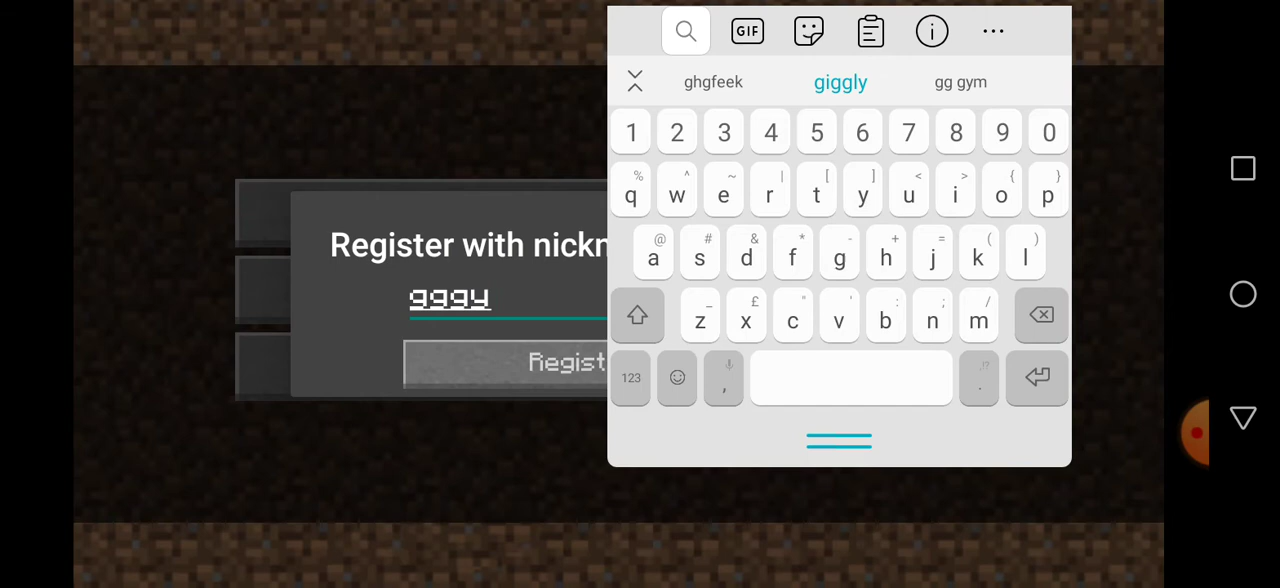 GIF
ghgfeek giggly gg gym
1 2 3 4 5 6 7 8 9 0
% ^ ~ | [ ] < > { }
q w e r t y u i o p
@ # & * - + = ( )
a s d f g h j k l
_ £ " ' : ; /
z x c v b n m
123 , .,!? .
Register with nickn
gggy
Regist